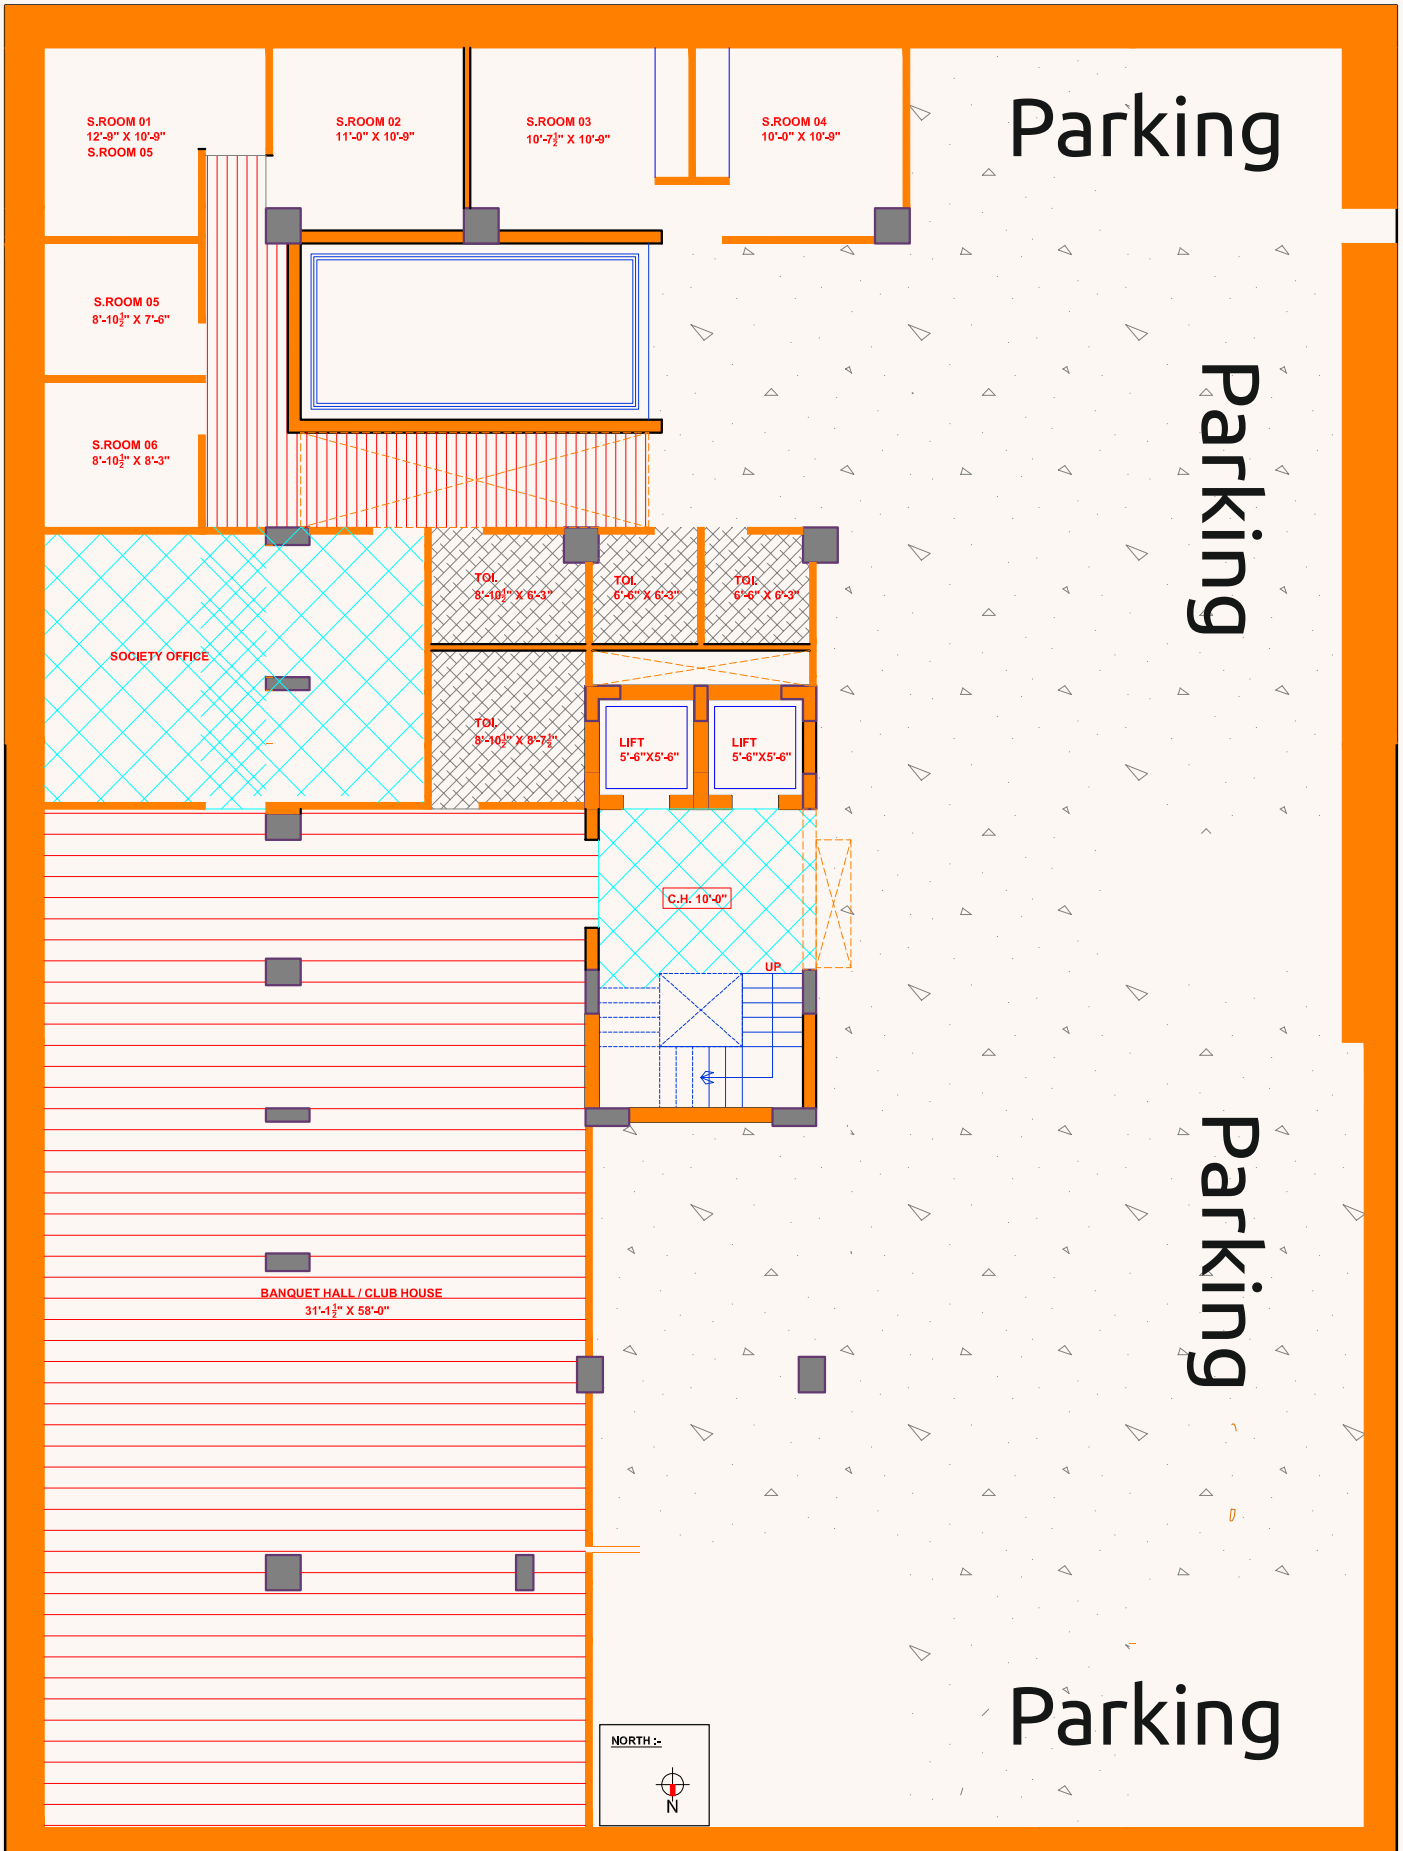 S.ROOM 01
12'-9" X 10'-9"
S.ROOM 05
S.ROOM 02
11'-0" X 10'-9"
S.ROOM 03
10'-7½" X 10'-9"
S.ROOM 04
10'-0" X 10'-9"
Parking
S.ROOM 05
8'-10½" X 7'-6"
S.ROOM 06
8'-10½" X 8'-3"
Parking
TOI.
8'-10½" X 6'-3"
TOI.
6'-6" X 6'-3"
TOI.
6'-6" X 6'-3"
SOCIETY OFFICE
TOI.
8'-10½" X 8'-7½"
LIFT
5'-6"X5'-6"
LIFT
5'-6"X5'-6"
C.H. 10'-0"
UP
Parking
BANQUET HALL / CLUB HOUSE
31'-1½" X 58'-0"
Parking
NORTH :-
N